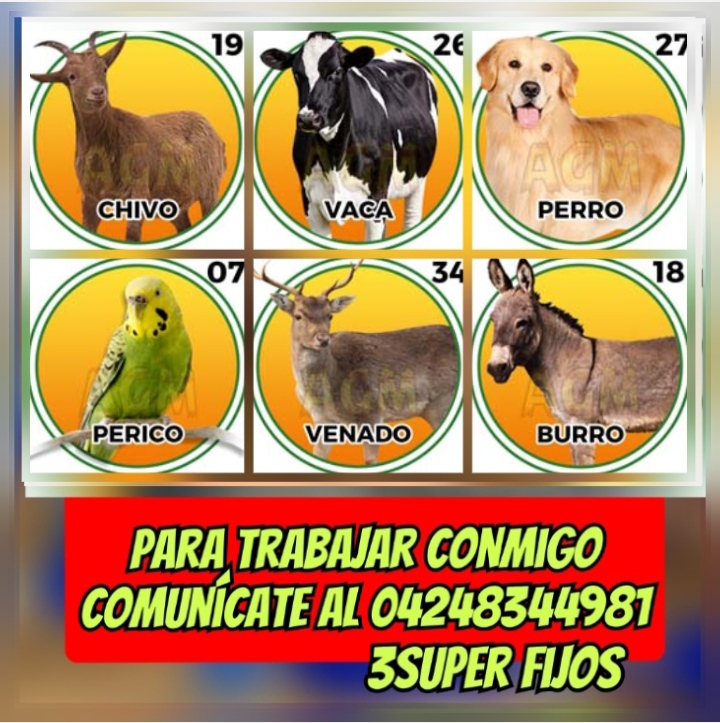 19 26 27
AGM AGM AGM
CHIVO VACA PERRO
07 34 18
AGM AGM AGM
PERICO VENADO BURRO
PARA TRABAJAR CONMIGO
COMUNÍCATE AL 04248344981
3SUPER FIJOS